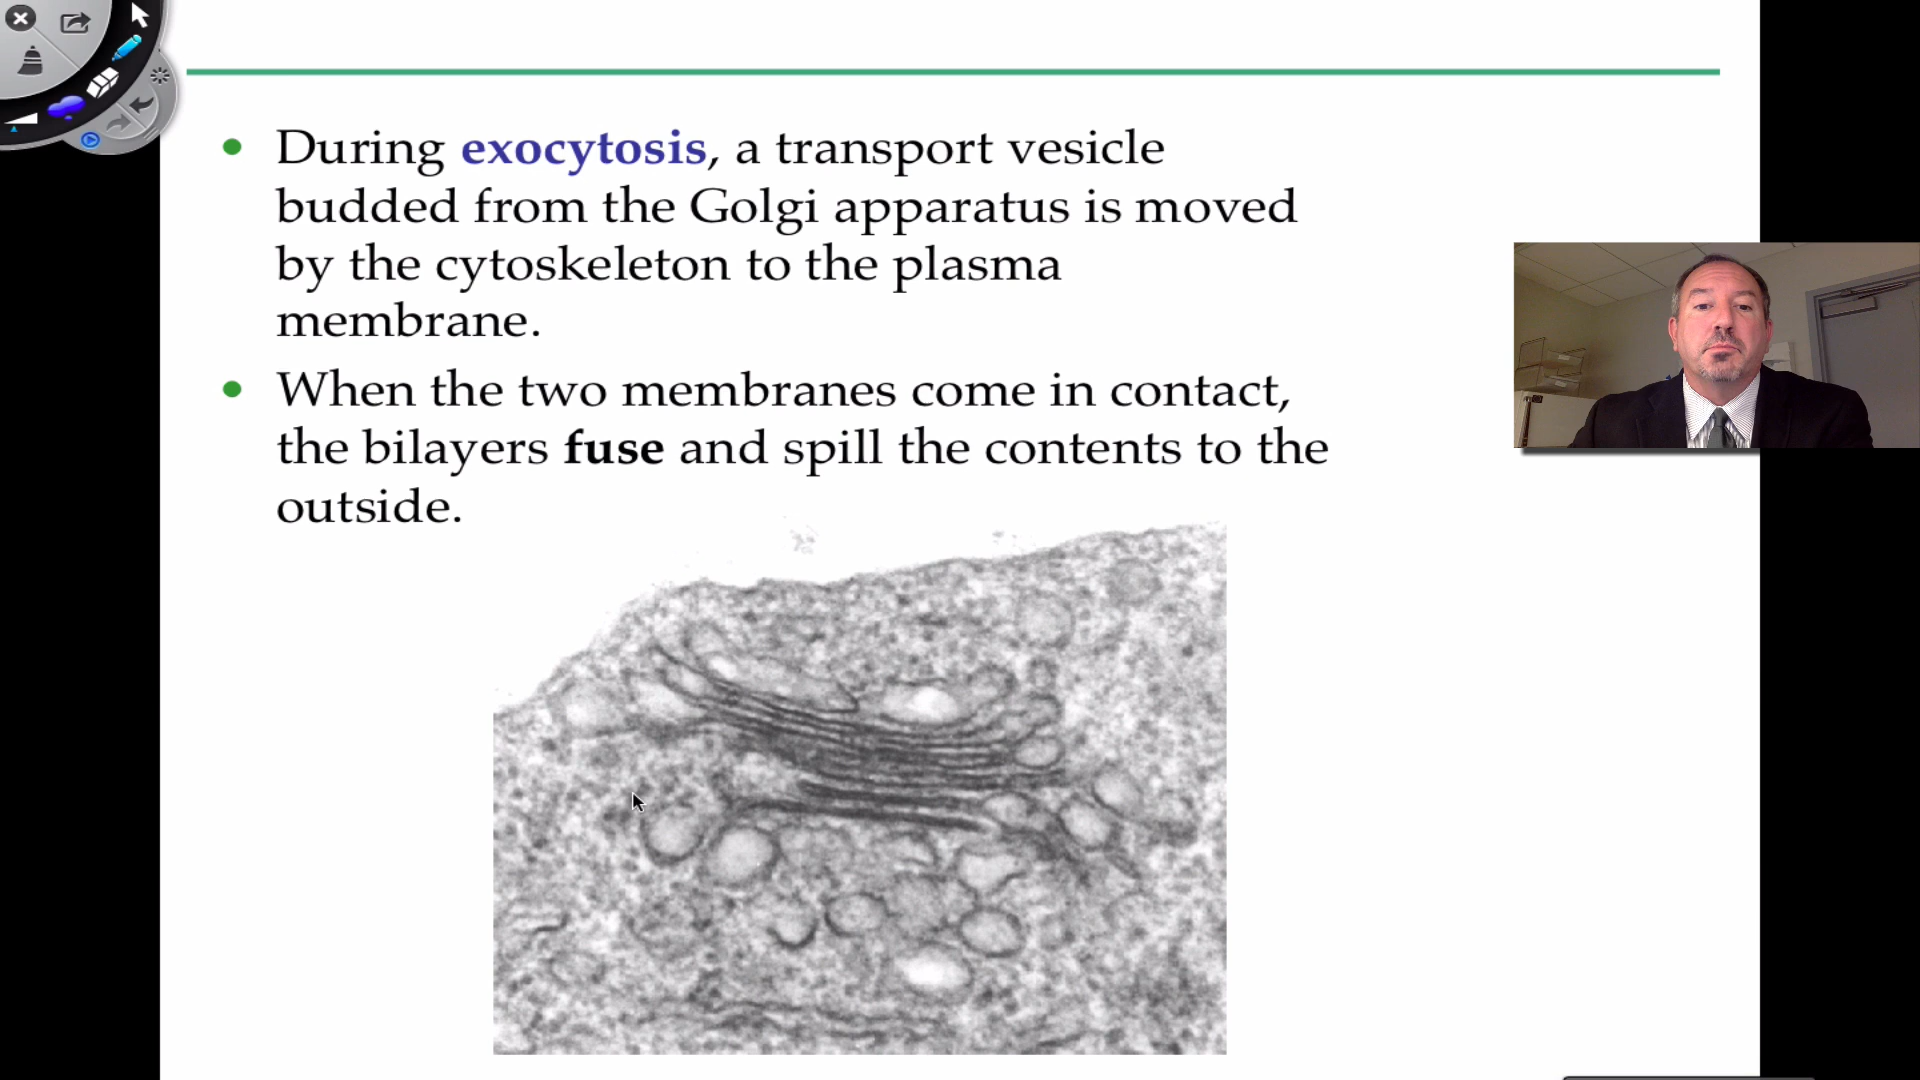 During exocytosis, a transport vesicle
budded from the Golgi apparatus is moved
by the cytoskeleton to the plasma
membrane.
When the two membranes come in contact,
the bilayers fuse and spill the contents to the
outside.